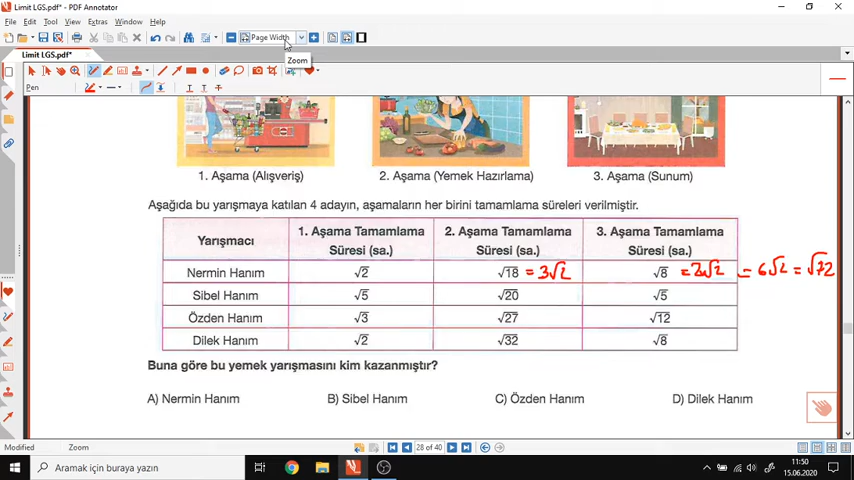 Limit LGS.pdf* - PDF Annotator
File Edit Tool View Extras Window Help
Page Width
Zoom
Limit LGS.pdf*
Pen
1. Aşama (Alışveriş) 2. Aşama (Yemek Hazırlama) 3. Aşama (Sunum)
Aşağıda bu yarışmaya katılan 4 adayın, aşamaların her birini tamamlama süreleri verilmiştir.
Yarışmacı 1. Aşama Tamamlama Süresi (sa.) 2. Aşama Tamamlama Süresi (sa.) 3. Aşama Tamamlama Süresi (sa.)
Nermin Hanım √2 √18 = 3√2 √8 = 2√2 = 6√2 = √72
Sibel Hanım √5 √20 √5
Özden Hanım √3 √27 √12
Dilek Hanım √2 √32 √8
Buna göre bu yemek yarışmasını kim kazanmıştır?
A) Nermin Hanım B) Sibel Hanım C) Özden Hanım D) Dilek Hanım
Modified Zoom 28 of 40
Aramak için buraya yazın 11:50
15.06.2020